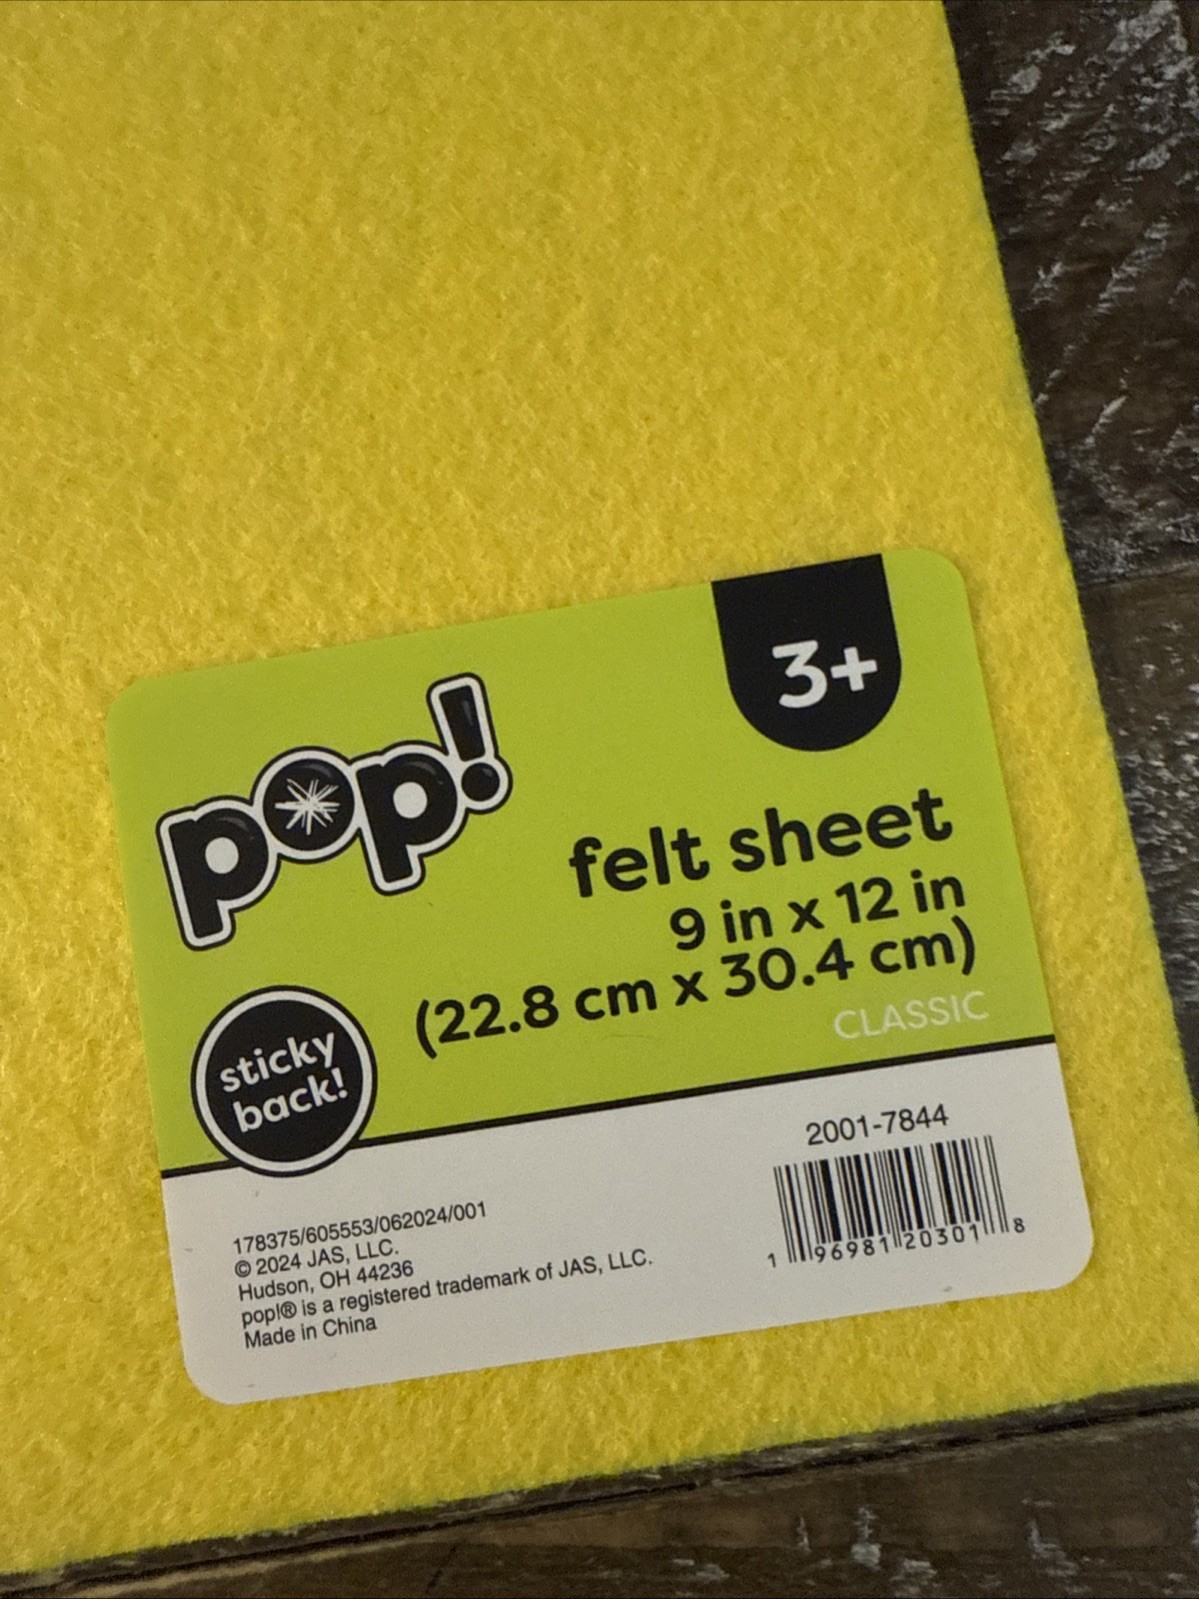 pop!
3+
felt sheet
9 in x 12 in
(22.8 cm x 30.4 cm)
CLASSIC
sticky
back!
2001-7844
1 96981 20301 8
178375/605553/062024/001
© 2024 JAS, LLC.
Hudson, OH 44236
pop!® is a registered trademark of JAS, LLC.
Made in China